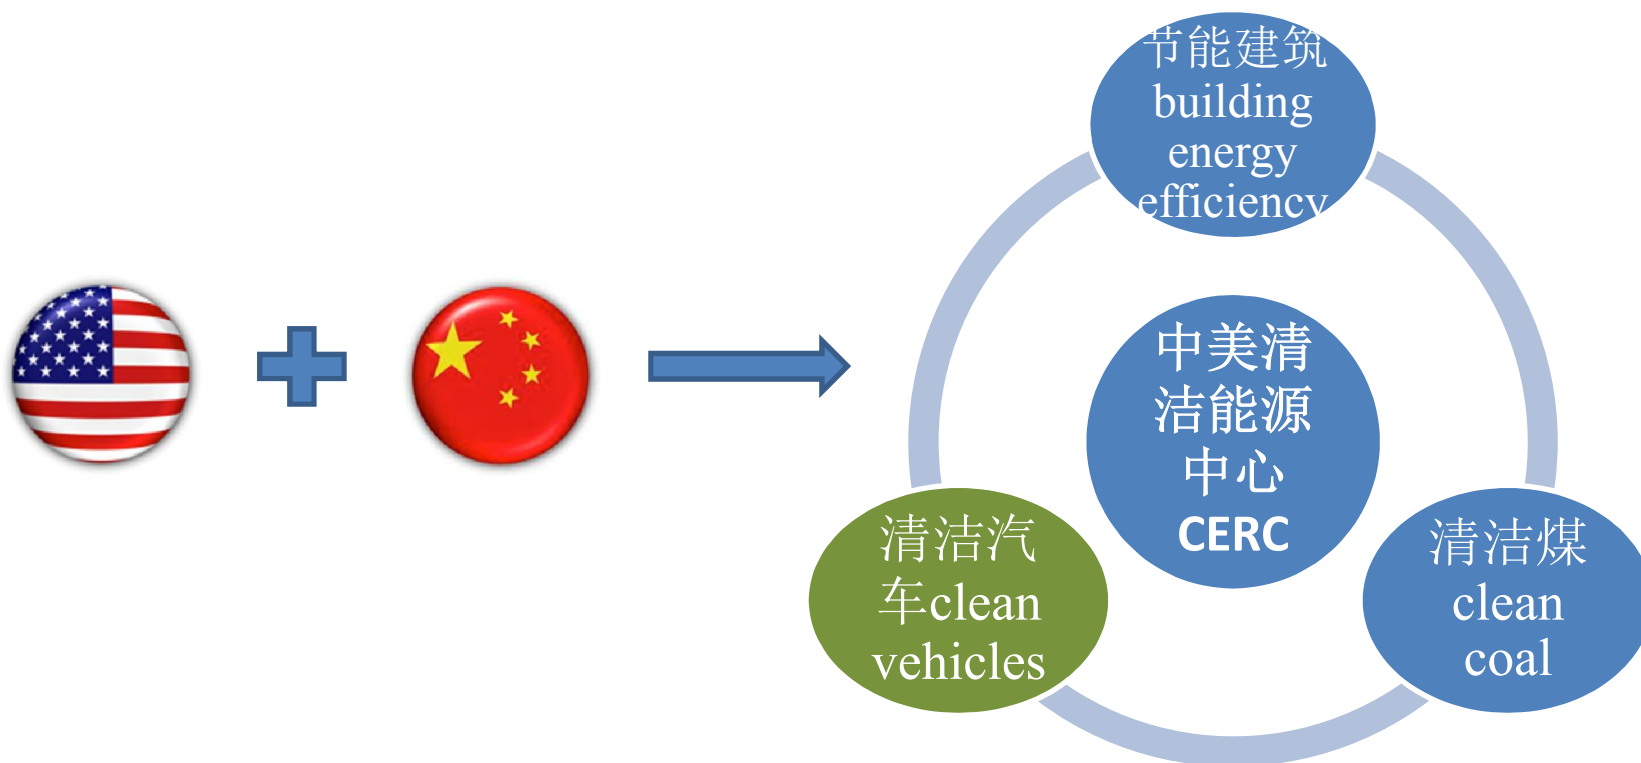 节能建筑
building
energy
efficiency
中美清
洁能源
中心
CERC
清洁汽
车clean
vehicles
清洁煤
clean
coal